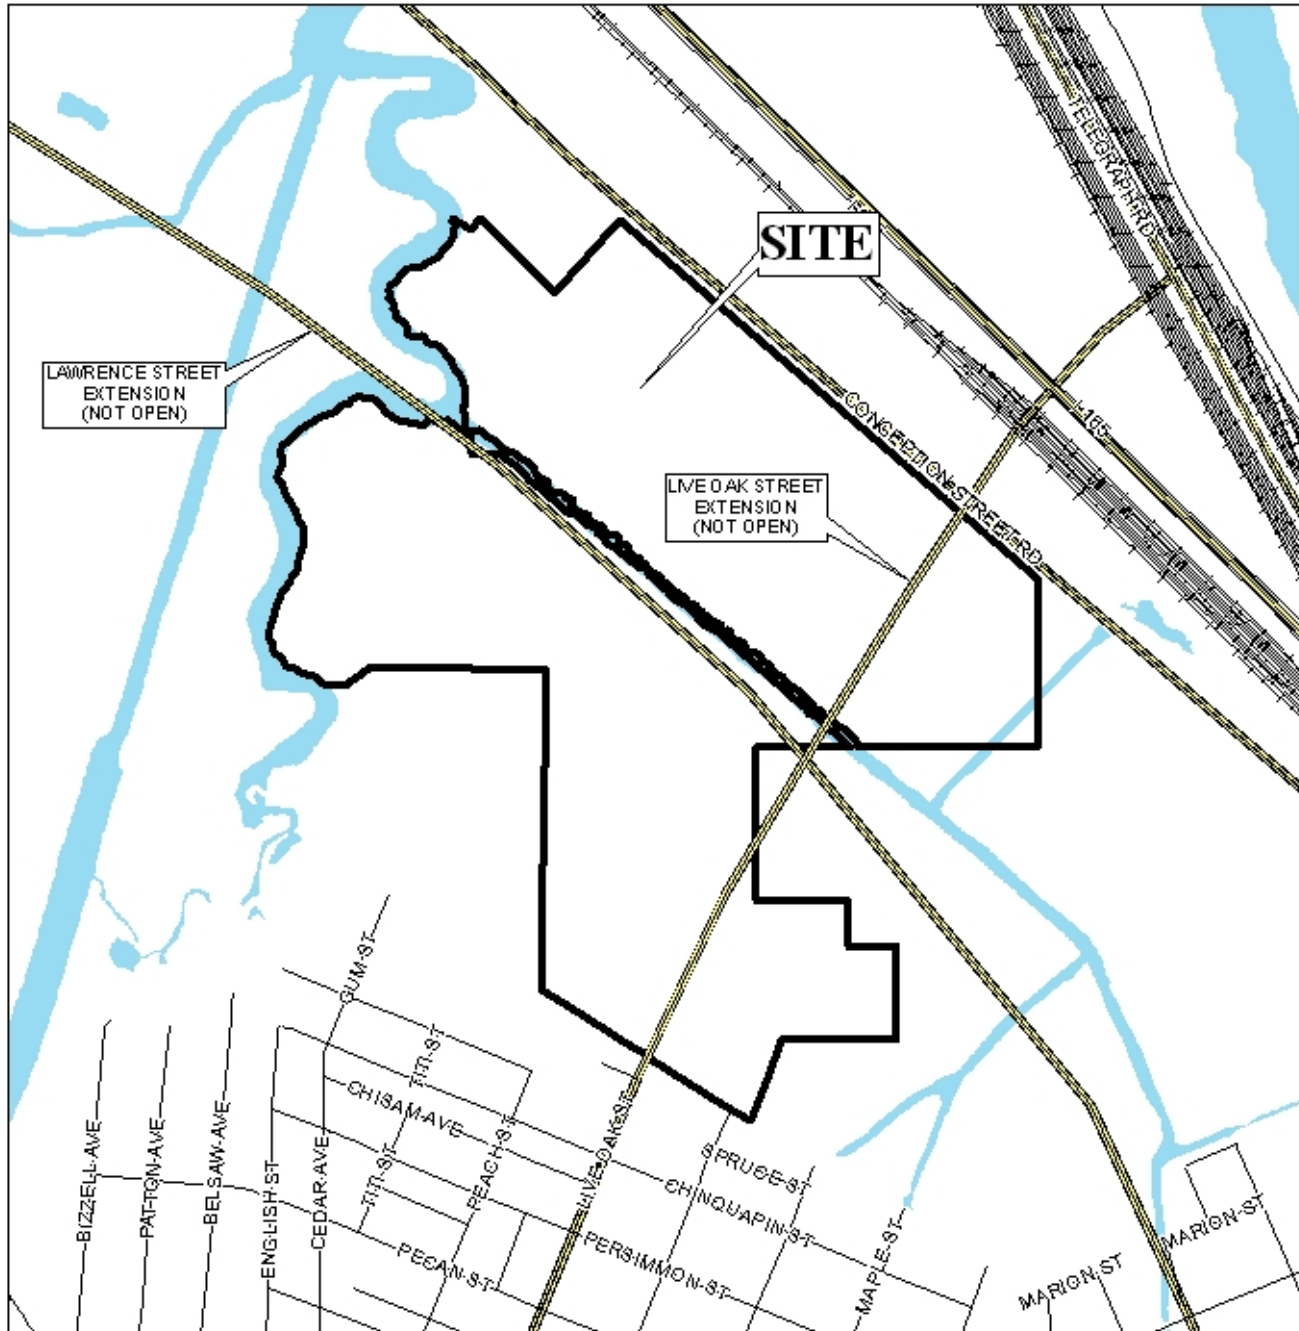 TELEGRAPH RD
SITE
LAWRENCE STREET
EXTENSION
(NOT OPEN)
I-165
CONCEPTION STREET RD
LIVE OAK STREET
EXTENSION
(NOT OPEN)
GUM ST
TITI ST
CHISAM AVE
PEACH ST
LIVE OAK ST
SPRUCE ST
CHINQUAPIN ST
BIZZELL AVE
PATTON AVE
BELSAW AVE
ENGLISH ST
CEDAR AVE
TITI ST
PECAN ST
PERSIMMON ST
MAPLE ST
MARION ST
MARION ST